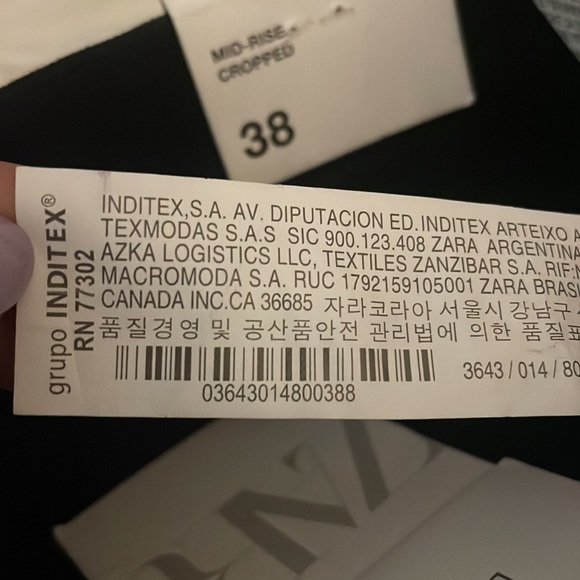 MID-RISE
CROPPED
38
grupo INDITEX®
RN 77302
INDITEX,S.A. AV. DIPUTACION ED.INDITEX ARTEIXO A
TEXMODAS S.A.S SIC 900.123.408 ZARA ARGENTINA
AZKA LOGISTICS LLC, TEXTILES ZANZIBAR S.A. RIF:
MACROMODA S.A. RUC 1792159105001 ZARA BRASI
CANADA INC.CA 36685 자라코리아 서울시 강남구
품질경영 및 공산품안전 관리법에 의한 품질표
03643014800388
3643 / 014 / 80